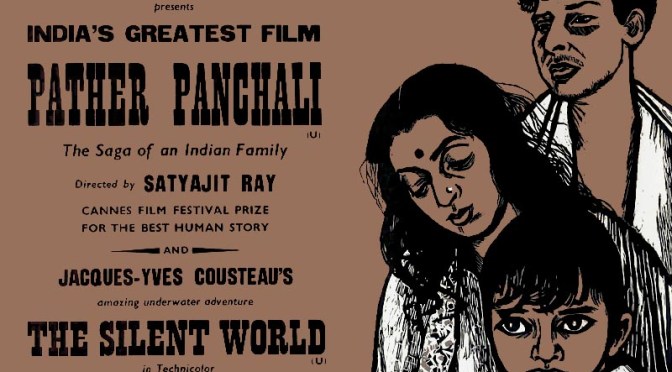 presents
INDIA'S GREATEST FILM
PATHER PANCHALI
(U)
The Saga of an Indian Family
Directed by SATYAJIT RAY
CANNES FILM FESTIVAL PRIZE
FOR THE BEST HUMAN STORY
AND
JACQUES-YVES COUSTEAU'S
amazing underwater adventure
THE SILENT WORLD
(U)
in Technicolor